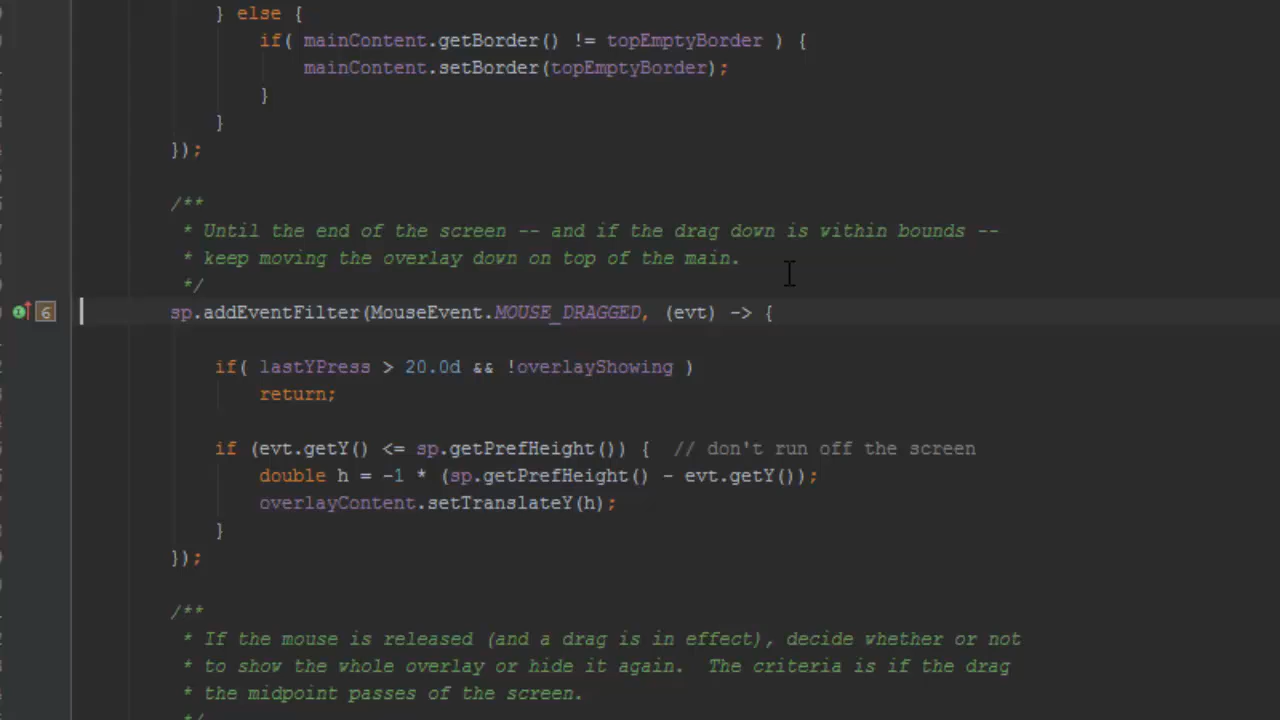 } else {
if( mainContent.getBorder() != topEmptyBorder ) {
mainContent.setBorder(topEmptyBorder);
}
}
});
/**
* Until the end of the screen -- and if the drag down is within bounds --
* keep moving the overlay down on top of the main.
*/
6
sp.addEventFilter(MouseEvent.MOUSE_DRAGGED, (evt) -> {
if( lastYPress > 20.0d && !overlayShowing )
return;
if (evt.getY() <= sp.getPrefHeight()) {  // don't run off the screen
double h = -1 * (sp.getPrefHeight() - evt.getY());
overlayContent.setTranslateY(h);
}
});
/**
* If the mouse is released (and a drag is in effect), decide whether or not
* to show the whole overlay or hide it again.  The criteria is if the drag
* the midpoint passes of the screen.
*/